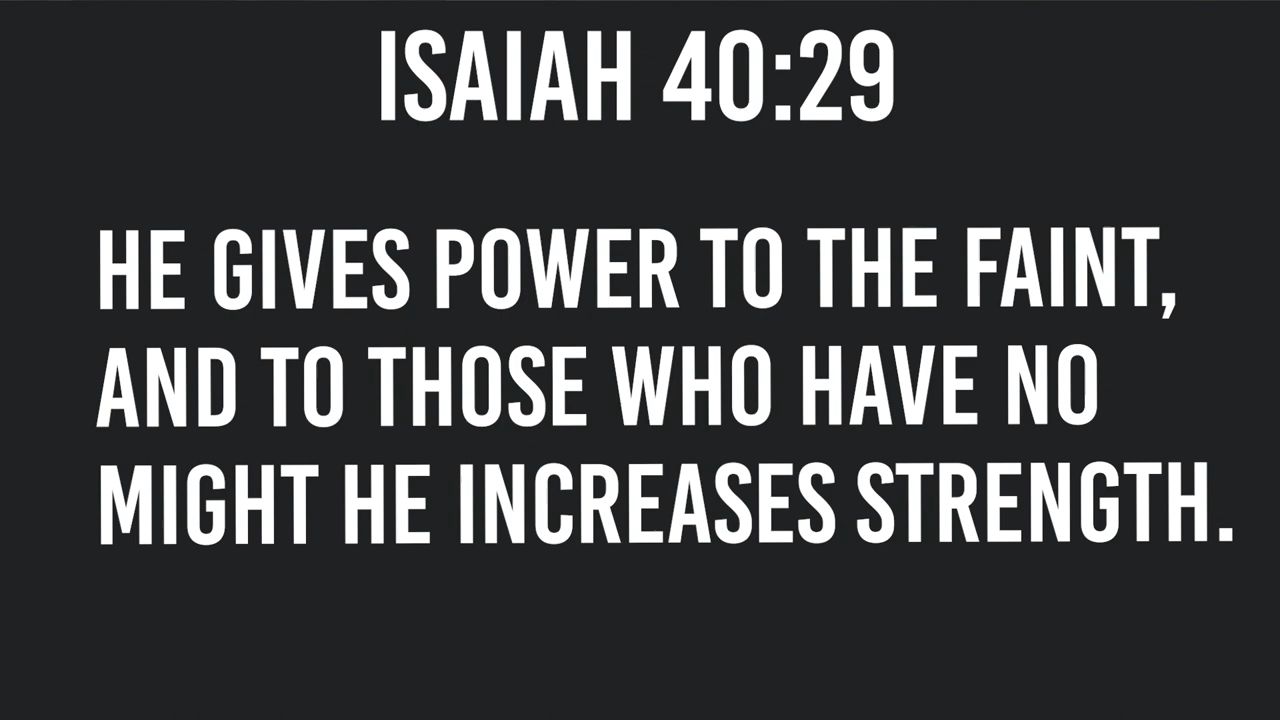 ISAIAH 40:29
HE GIVES POWER TO THE FAINT,
AND TO THOSE WHO HAVE NO
MIGHT HE INCREASES STRENGTH.